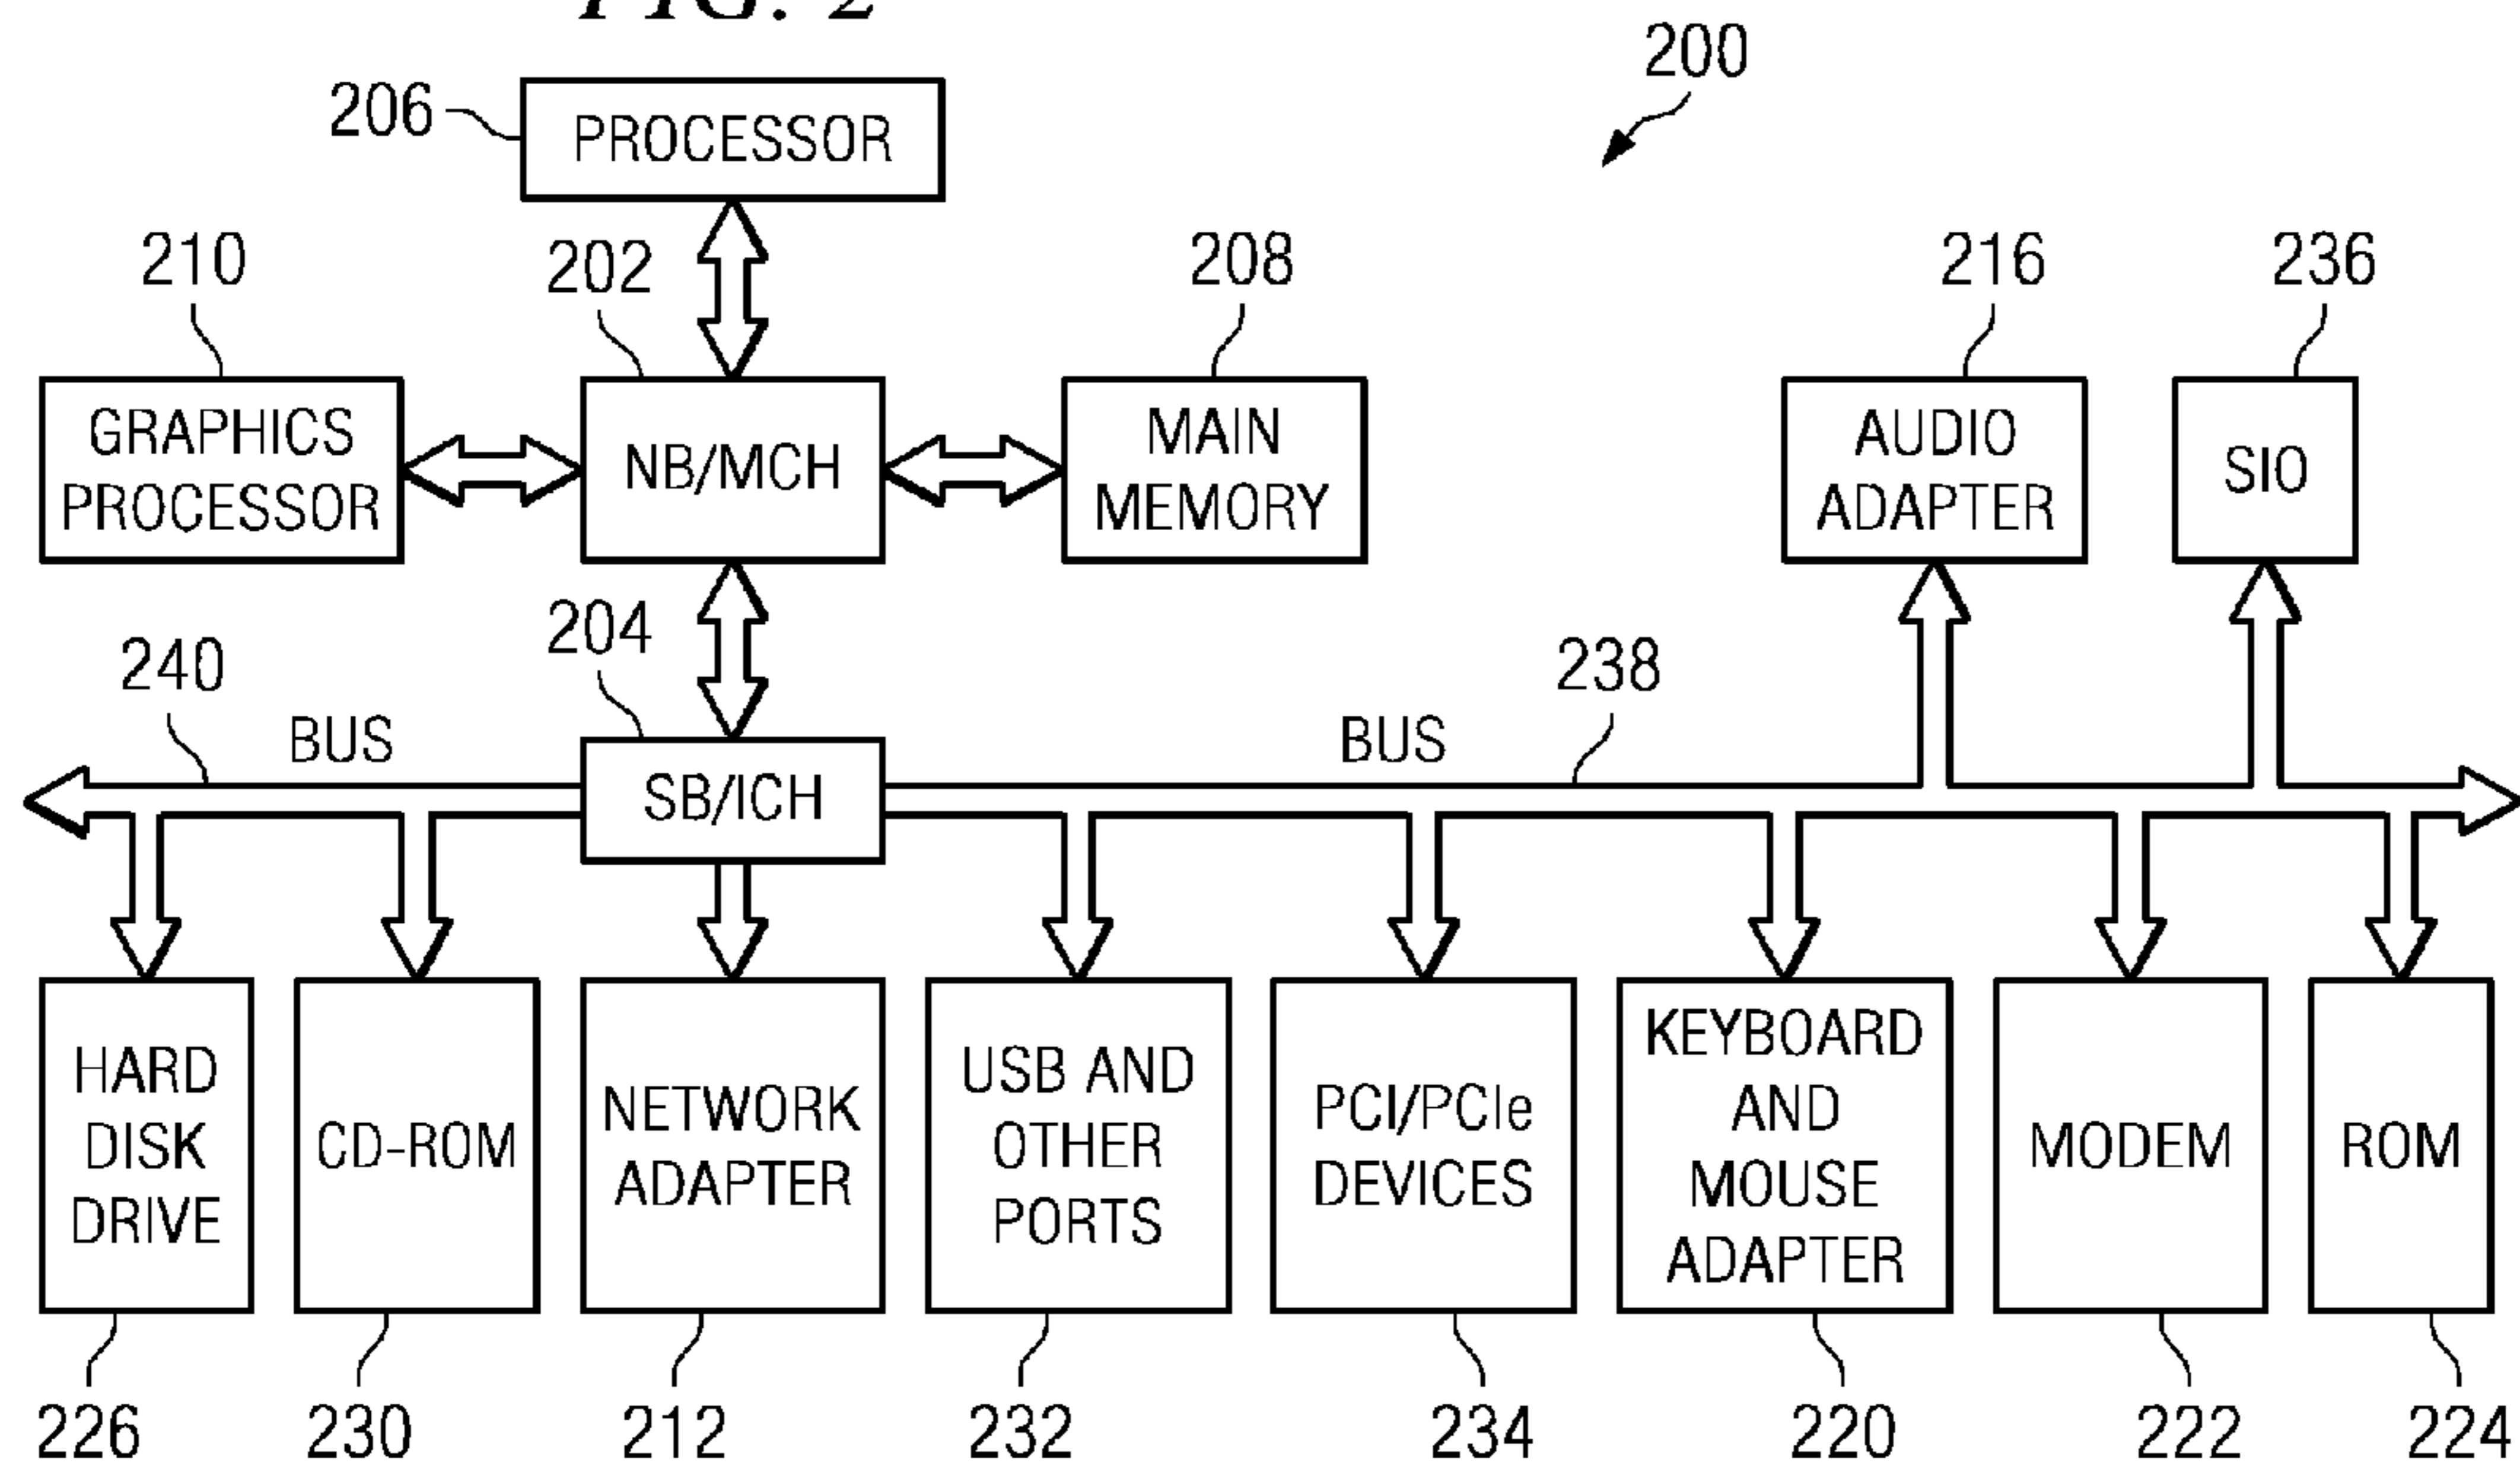 FIG. 2
200
206
PROCESSOR
210
202
208
216
236
GRAPHICS
PROCESSOR
NB/MCH
MAIN
MEMORY
AUDIO
ADAPTER
SIO
204
240
BUS
238
BUS
SB/ICH
HARD
DISK
DRIVE
CD-ROM
NETWORK
ADAPTER
USB AND
OTHER
PORTS
PCI/PCIe
DEVICES
KEYBOARD
AND
MOUSE
ADAPTER
MODEM
ROM
226
230
212
232
234
220
222
224